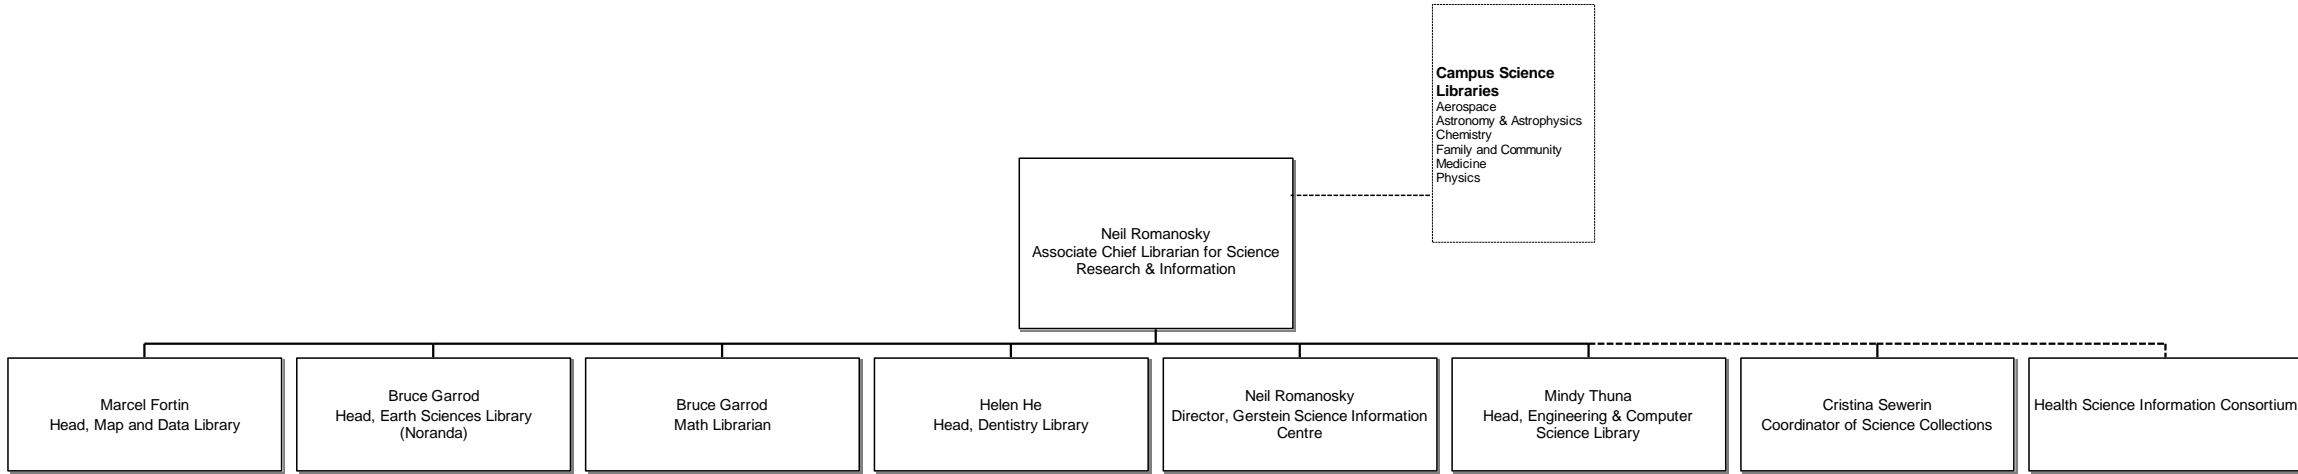 Campus Science
Libraries
Aerospace
Astronomy & Astrophysics
Chemistry
Family and Community
Medicine
Physics
Neil Romanosky
Associate Chief Librarian for Science
Research & Information
Marcel Fortin
Head, Map and Data Library
Bruce Garrod
Head, Earth Sciences Library
(Noranda)
Bruce Garrod
Math Librarian
Helen He
Head, Dentistry Library
Neil Romanosky
Director, Gerstein Science Information
Centre
Mindy Thuna
Head, Engineering & Computer
Science Library
Cristina Sewerin
Coordinator of Science Collections
Health Science Information Consortium